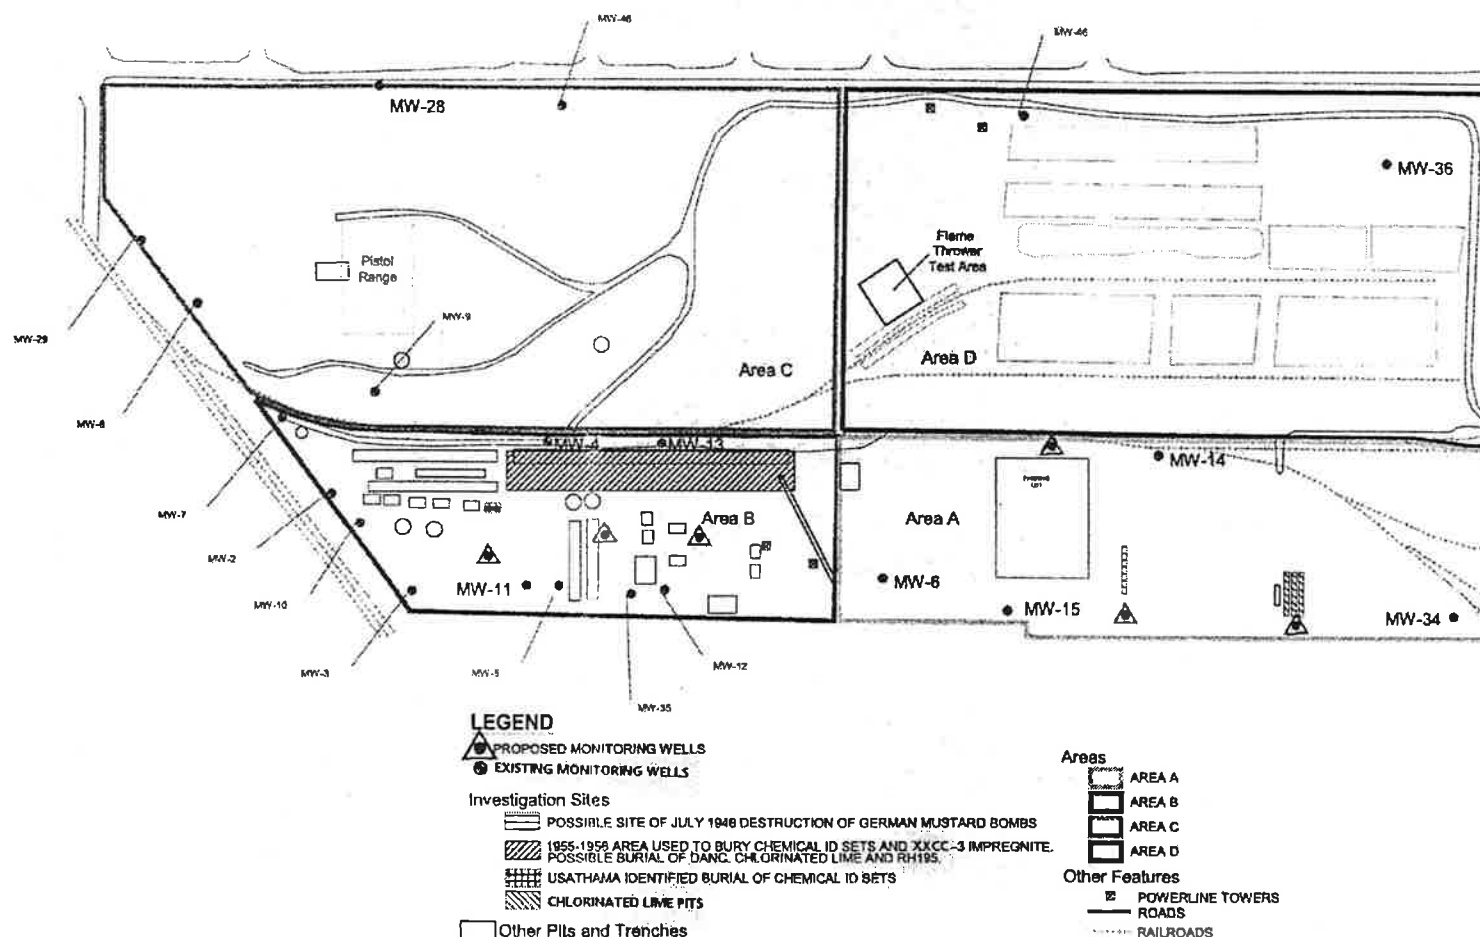 MW-46
MW-46
MW-28
MW-36
Flame
Thrower
Test Area
Pistol
Range
MW-9
MW-29
Area C
Area D
MW-8
MW-4
MW-13
MW-14
MW-7
Area B
Area A
MW-2
MW-11
MW-6
MW-10
MW-15
MW-34
MW-3
MW-5
MW-12
MW-35
LEGEND
PROPOSED MONITORING WELLS
EXISTING MONITORING WELLS
Investigation Sites
POSSIBLE SITE OF JULY 1946 DESTRUCTION OF GERMAN MUSTARD BOMBS
1955-1956 AREA USED TO BURY CHEMICAL ID SETS AND XXCC-3 IMPREGNITE.
POSSIBLE BURIAL OF DANC, CHLORINATED LIME AND RH195.
USATHAMA IDENTIFIED BURIAL OF CHEMICAL ID SETS
CHLORINATED LIME PITS
Other Pits and Trenches
Areas
AREA A
AREA B
AREA C
AREA D
Other Features
POWERLINE TOWERS
ROADS
RAILROADS